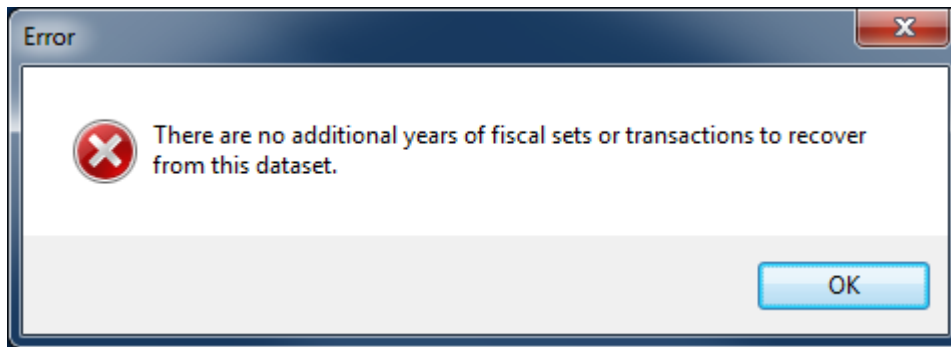 Error
There are no additional years of fiscal sets or transactions to recover
from this dataset.
OK